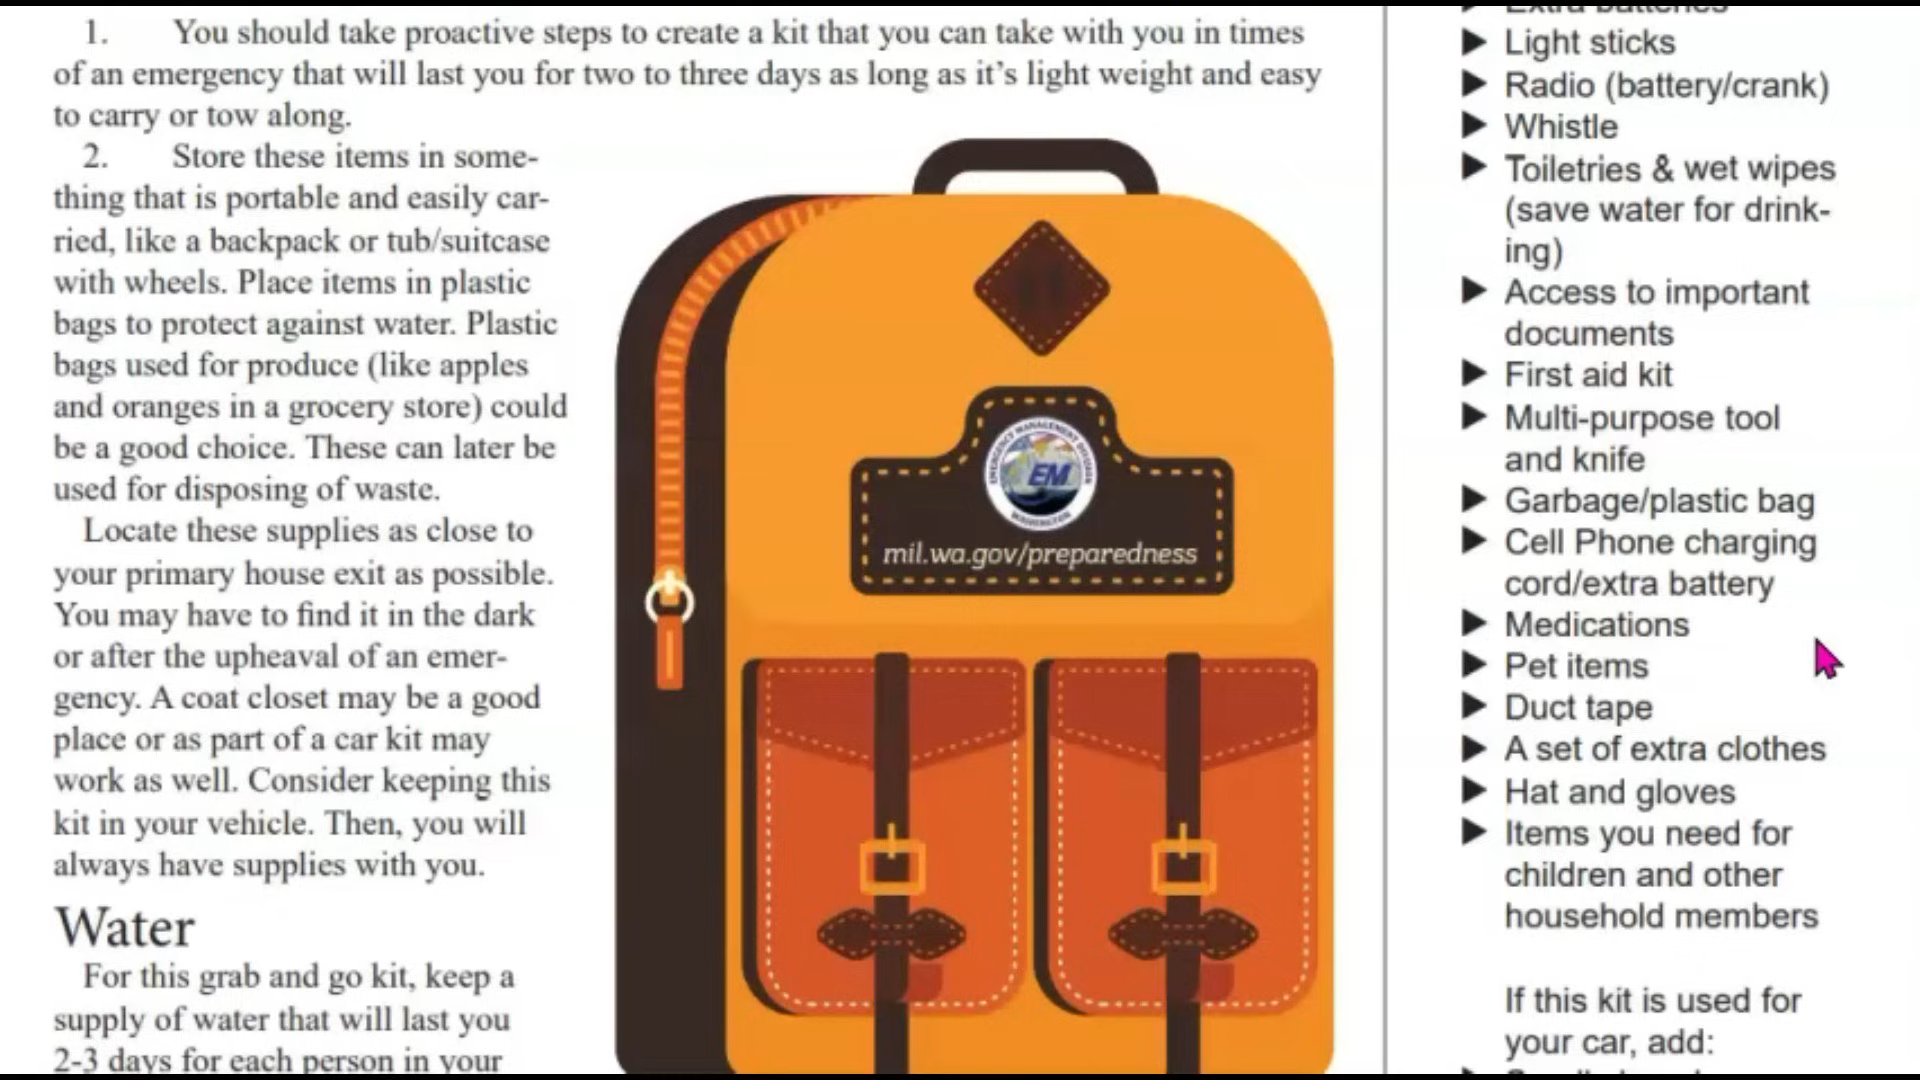 1. You should take proactive steps to create a kit that you can take with you in times
of an emergency that will last you for two to three days as long as it's light weight and easy
to carry or tow along.
2. Store these items in some-
thing that is portable and easily car-
ried, like a backpack or tub/suitcase
with wheels. Place items in plastic
bags to protect against water. Plastic
bags used for produce (like apples
and oranges in a grocery store) could
be a good choice. These can later be
used for disposing of waste.
Locate these supplies as close to
your primary house exit as possible.
You may have to find it in the dark
or after the upheaval of an emer-
gency. A coat closet may be a good
place or as part of a car kit may
work as well. Consider keeping this
kit in your vehicle. Then, you will
always have supplies with you.
Water
For this grab and go kit, keep a
supply of water that will last you
2-3 days for each person in your
EMERGENCY MANAGEMENT DIVISION
EM
WASHINGTON
mil.wa.gov/preparedness
Extra batteries
Light sticks
Radio (battery/crank)
Whistle
Toiletries & wet wipes
(save water for drink-
ing)
Access to important
documents
First aid kit
Multi-purpose tool
and knife
Garbage/plastic bag
Cell Phone charging
cord/extra battery
Medications
Pet items
Duct tape
A set of extra clothes
Hat and gloves
Items you need for
children and other
household members
If this kit is used for
your car, add: